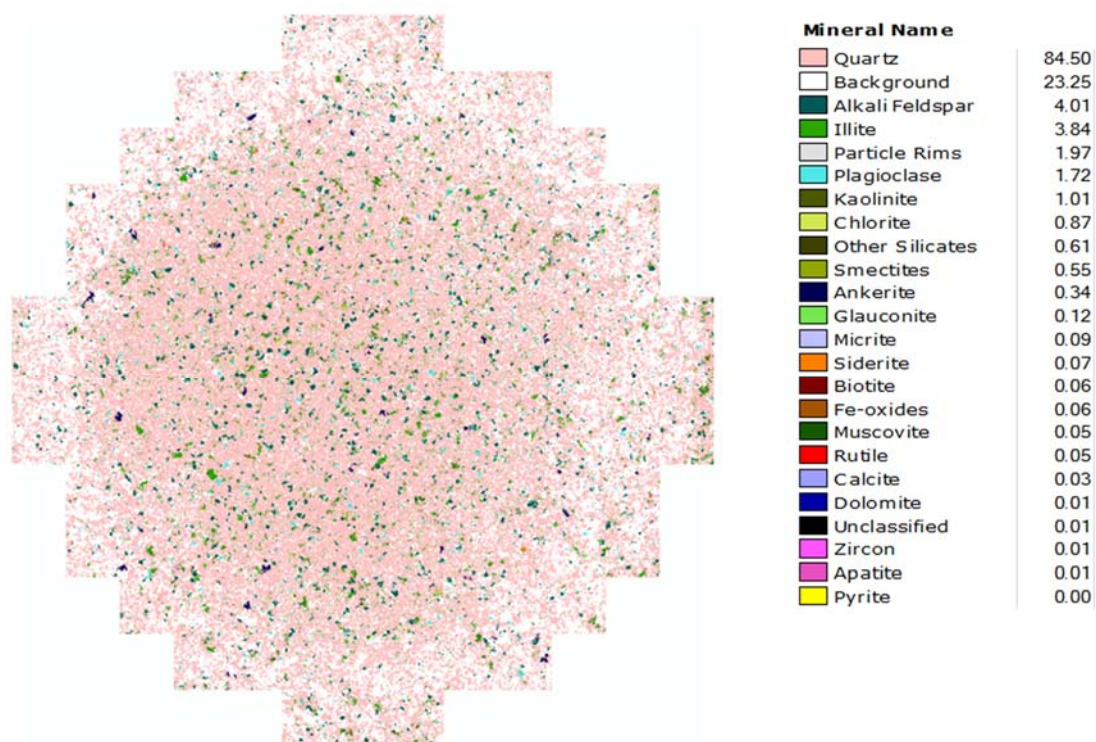 Mineral Name
Quartz 84.50
Background 23.25
Alkali Feldspar 4.01
Illite 3.84
Particle Rims 1.97
Plagioclase 1.72
Kaolinite 1.01
Chlorite 0.87
Other Silicates 0.61
Smectites 0.55
Ankerite 0.34
Glauconite 0.12
Micrite 0.09
Siderite 0.07
Biotite 0.06
Fe-oxides 0.06
Muscovite 0.05
Rutile 0.05
Calcite 0.03
Dolomite 0.01
Unclassified 0.01
Zircon 0.01
Apatite 0.01
Pyrite 0.00